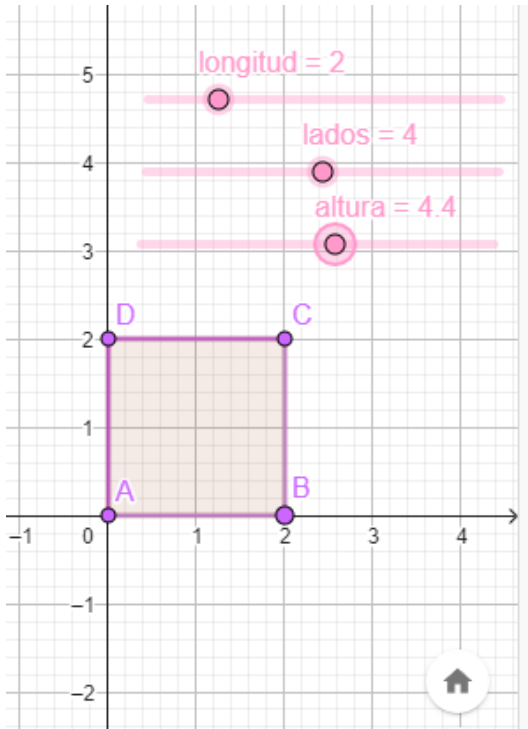 longitud = 2
5
lados = 4
4
altura = 4.4
3
D
C
2
1
A
B
–1
0
1
2
3
4
–1
–2